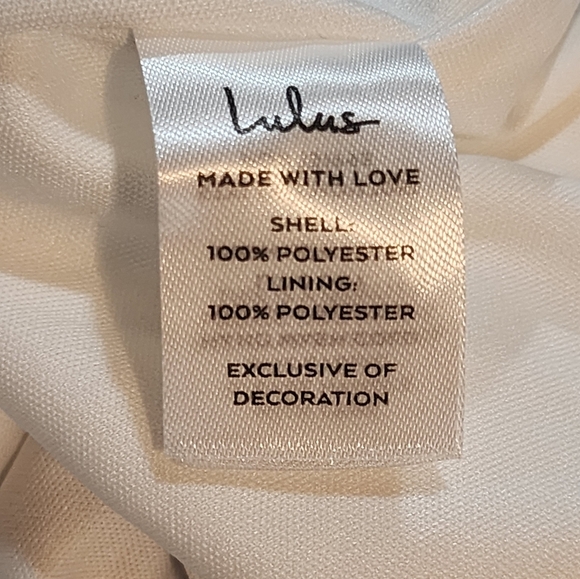 Lulus
MADE WITH LOVE
SHELL:
100% POLYESTER
LINING:
100% POLYESTER
EXCLUSIVE OF
DECORATION